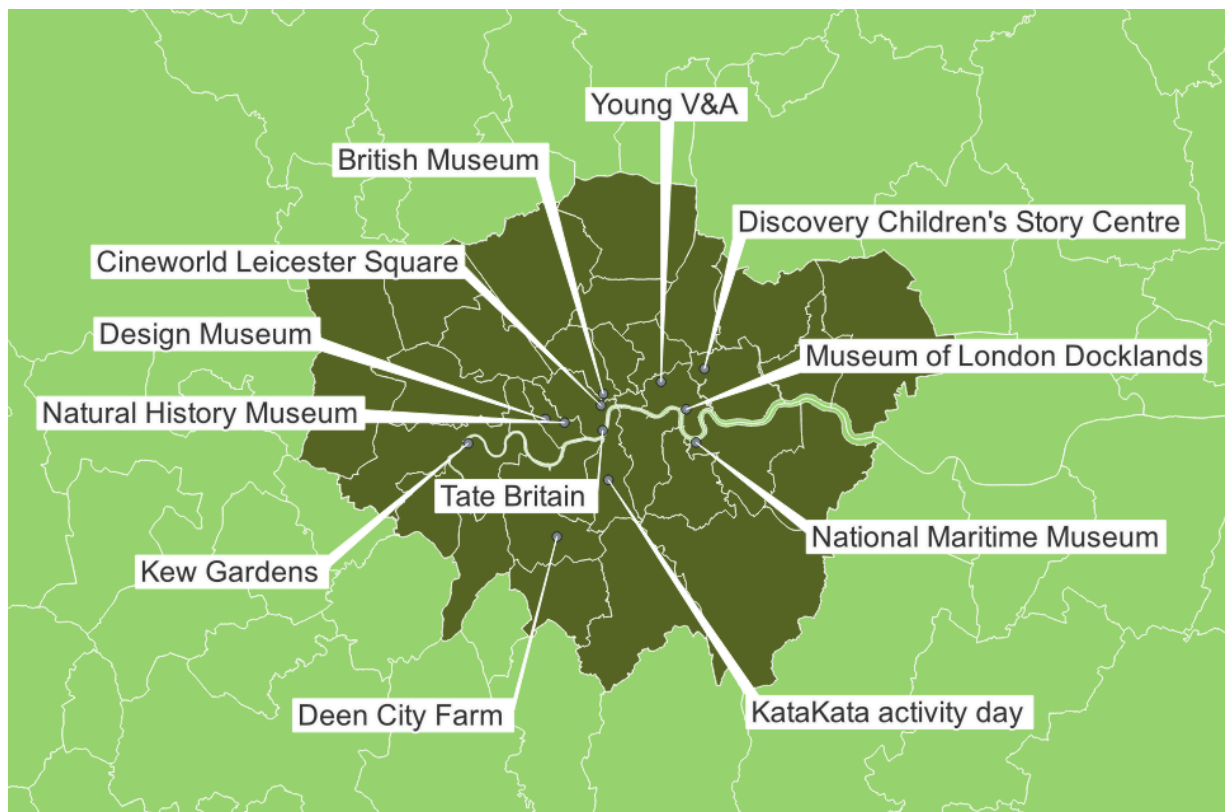 Young V&A
British Museum
Discovery Children's Story Centre
Cineworld Leicester Square
Design Museum
Museum of London Docklands
Natural History Museum
Tate Britain
National Maritime Museum
Kew Gardens
Deen City Farm
KataKata activity day